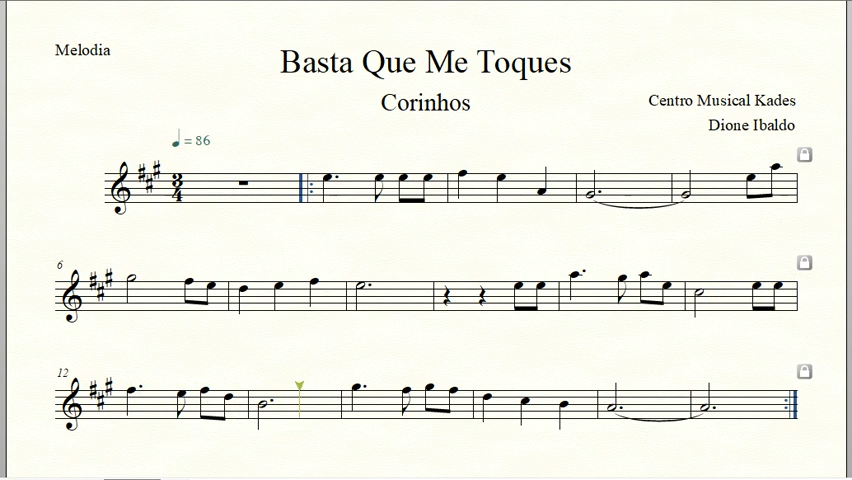 Melodia
Basta Que Me Toques
Corinhos
Centro Musical Kades
Dione Ibaldo
♩ = 86
3
4
6
12